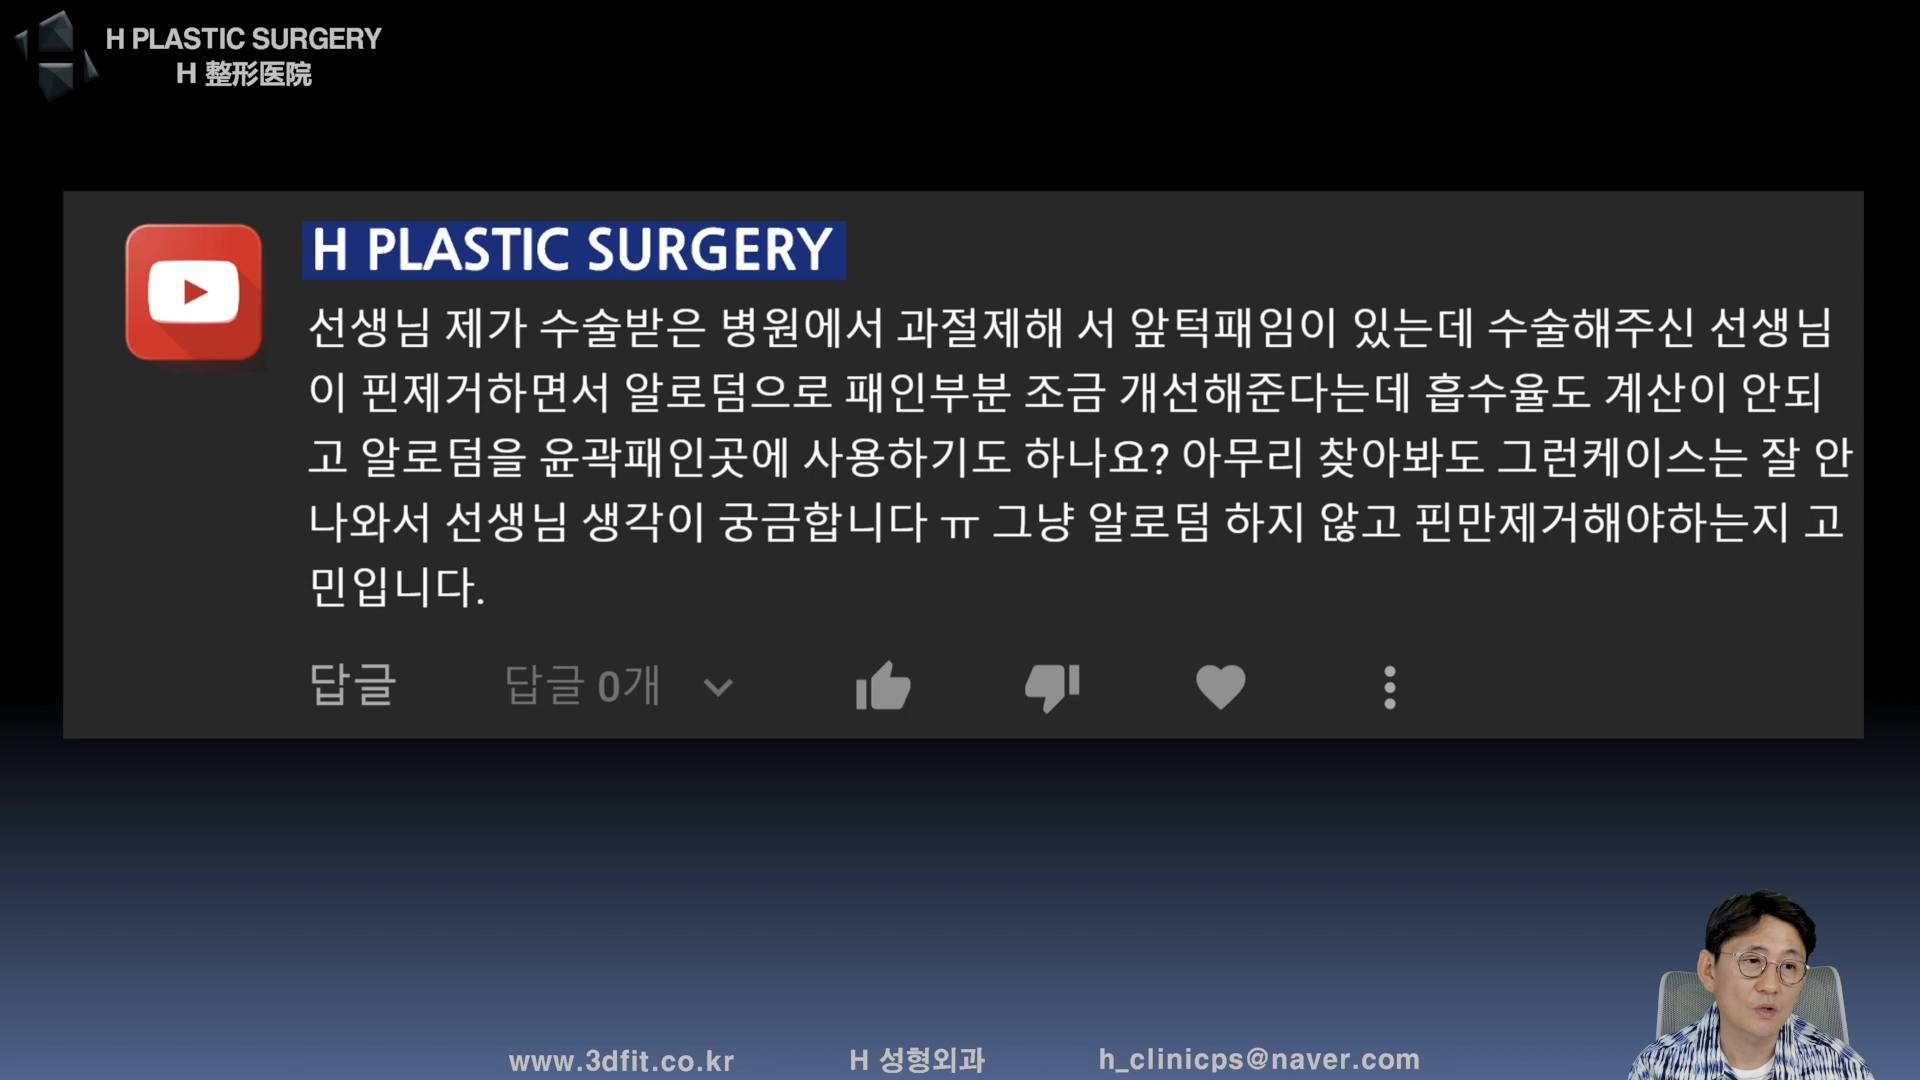 H PLASTIC SURGERY
H 整形医院
H PLASTIC SURGERY
선생님 제가 수술받은 병원에서 과절제해 서 앞턱패임이 있는데 수술해주신 선생님
이 핀제거하면서 알로덤으로 패인부분 조금 개선해준다는데 흡수율도 계산이 안되
고 알로덤을 윤곽패인곳에 사용하기도 하나요? 아무리 찾아봐도 그런케이스는 잘 안
나와서 선생님 생각이 궁금합니다 ㅠ 그냥 알로덤 하지 않고 핀만제거해야하는지 고
민입니다.
답글 답글 0개
www.3dfit.co.kr H 성형외과 h_clinicps@naver.com